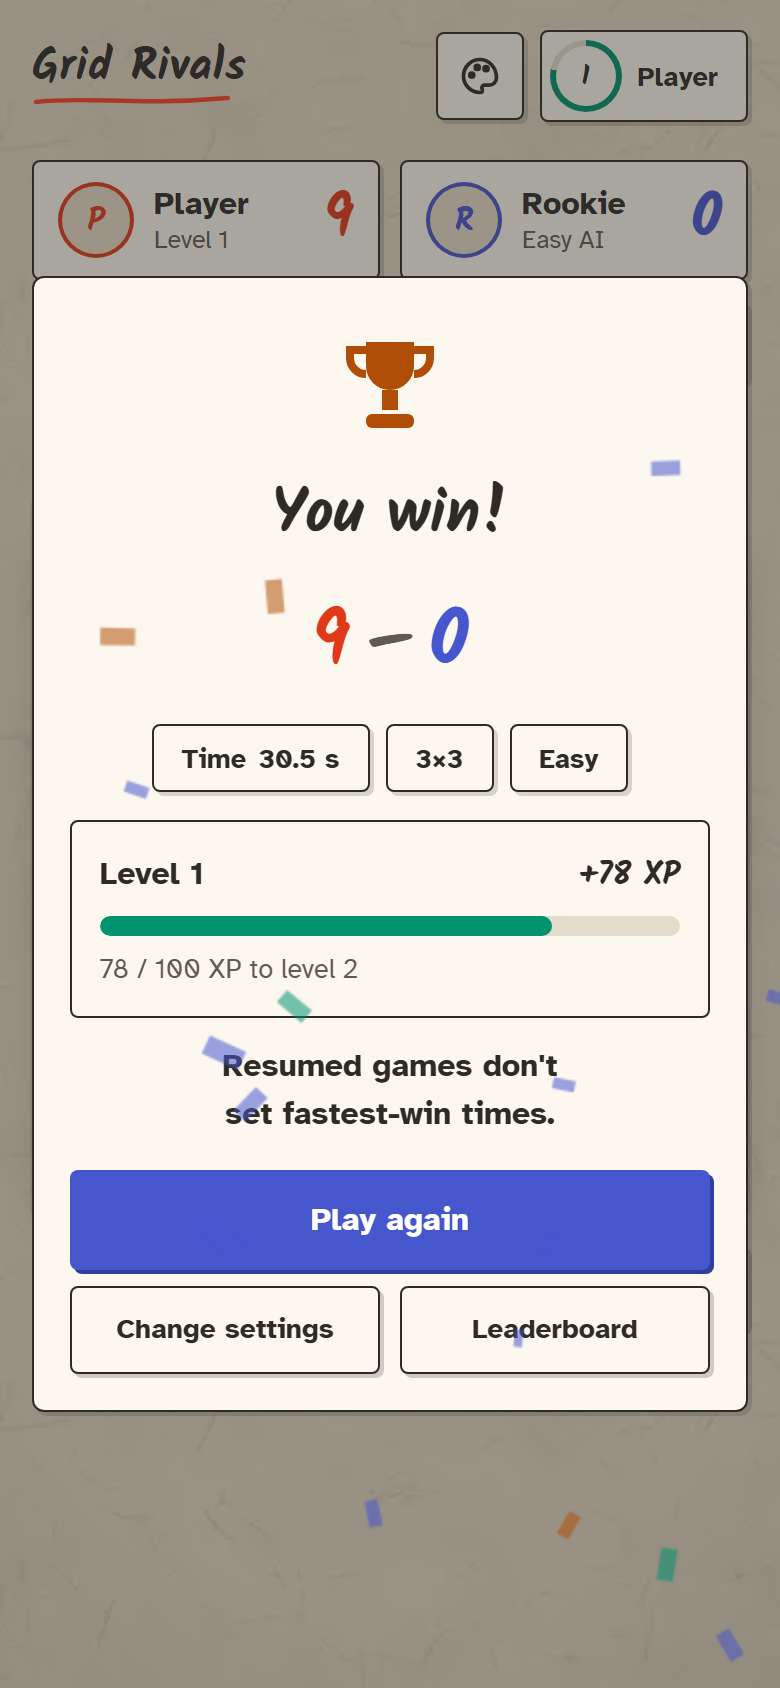 Grid Rivals
1
Player
P
Player
Level 1
9
R
Rookie
Easy AI
0
You win!
9 – 0
Time 30.5 s
3×3
Easy
Level 1
+78 XP
78 / 100 XP to level 2
Resumed games don't
set fastest-win times.
Play again
Change settings
Leaderboard